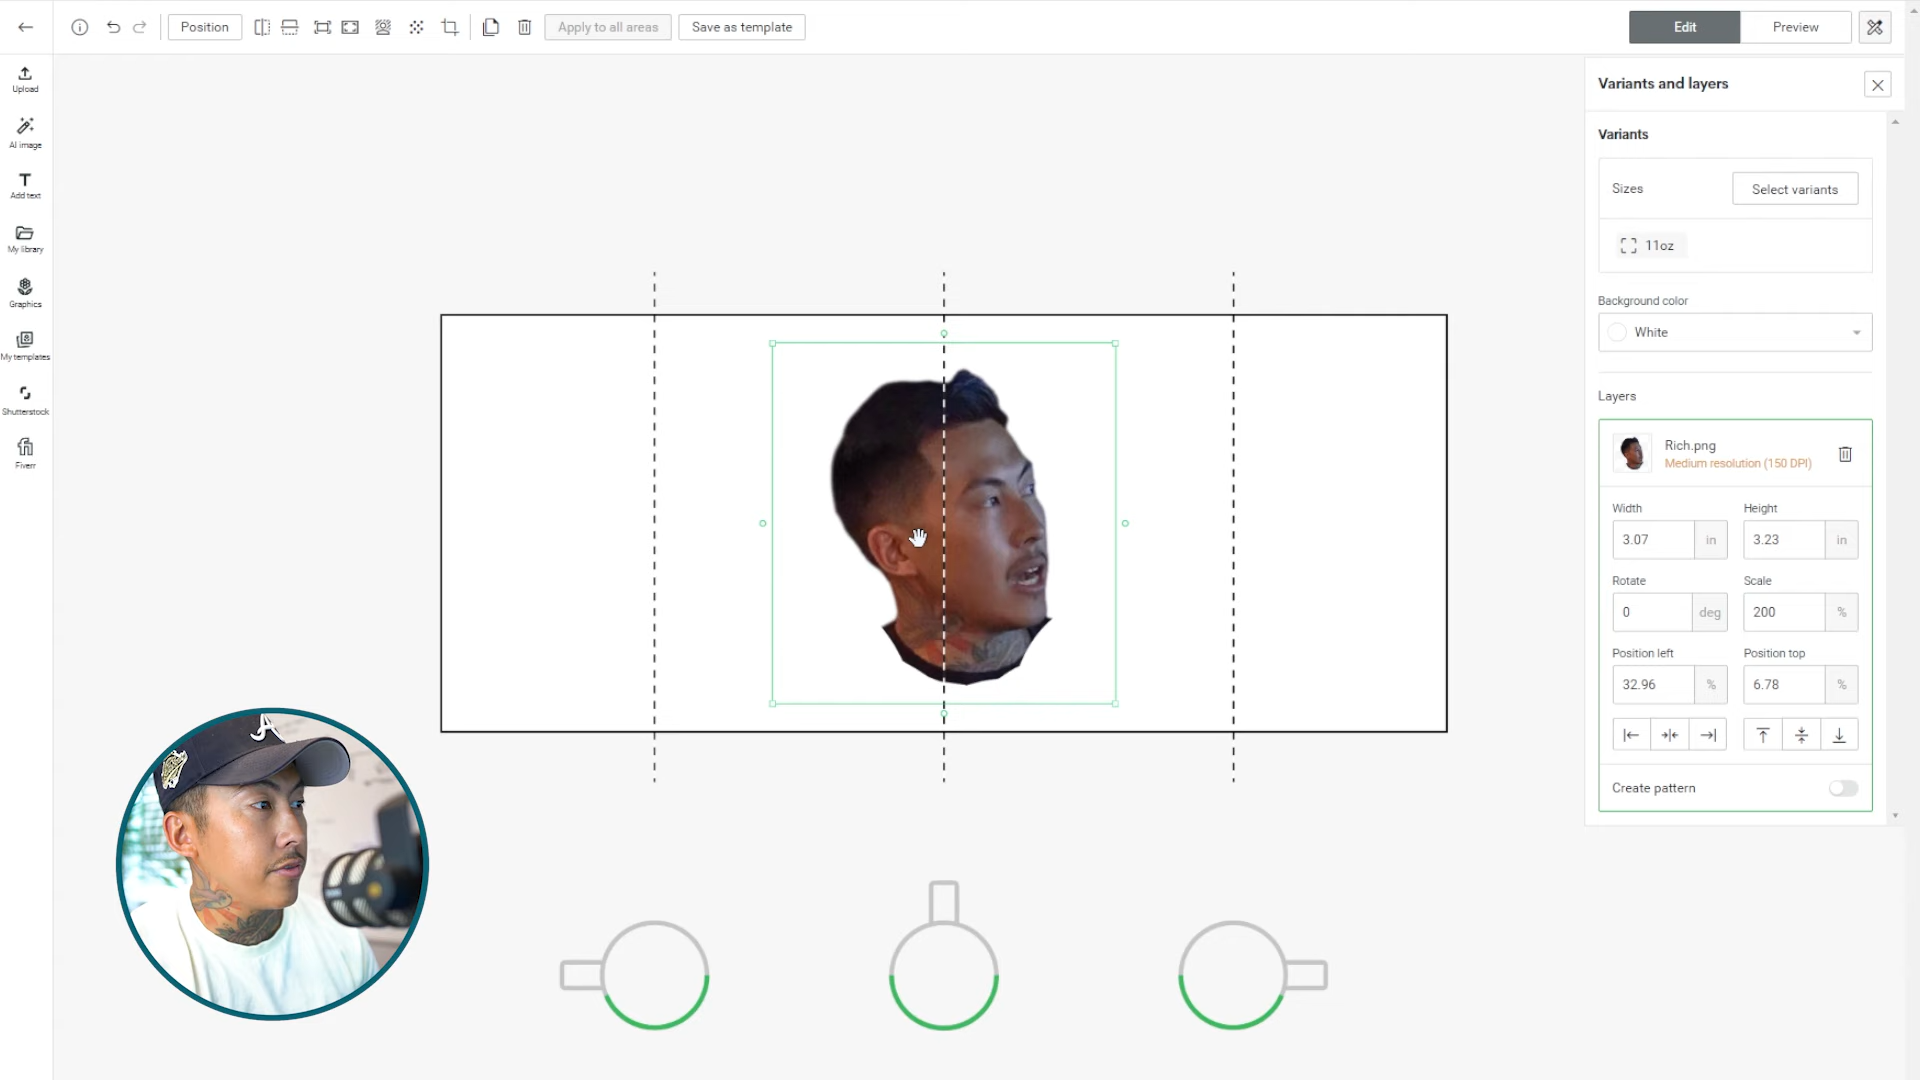 Position
Apply to all areas
Save as template
Edit
Preview
Upload
AI image
Add text
My library
Graphics
My templates
Shutterstock
Fiverr
Variants and layers
Variants
Sizes
Select variants
11oz
Background color
White
Layers
Rich.png
Medium resolution (150 DPI)
Width
Height
3.07 in
3.23 in
Rotate
Scale
0 deg
200 %
Position left
Position top
32.96 %
6.78 %
Create pattern
A